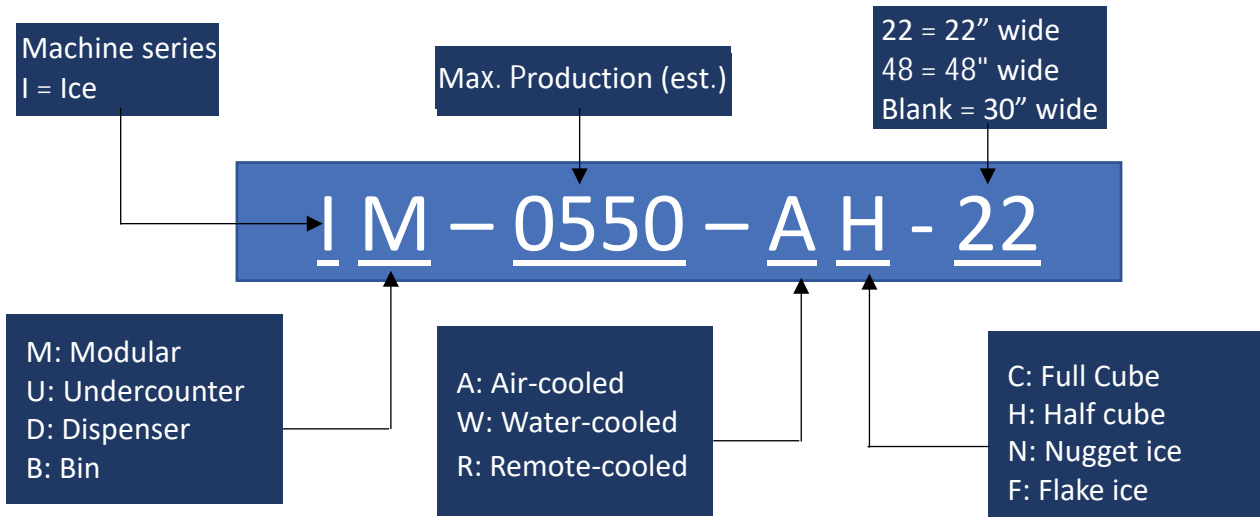 Machine series
I = Ice
Max. Production (est.)
22 = 22” wide
48 = 48" wide
Blank = 30” wide
I M – 0550 – A H - 22
M: Modular
U: Undercounter
D: Dispenser
B: Bin
A: Air-cooled
W: Water-cooled
R: Remote-cooled
C: Full Cube
H: Half cube
N: Nugget ice
F: Flake ice